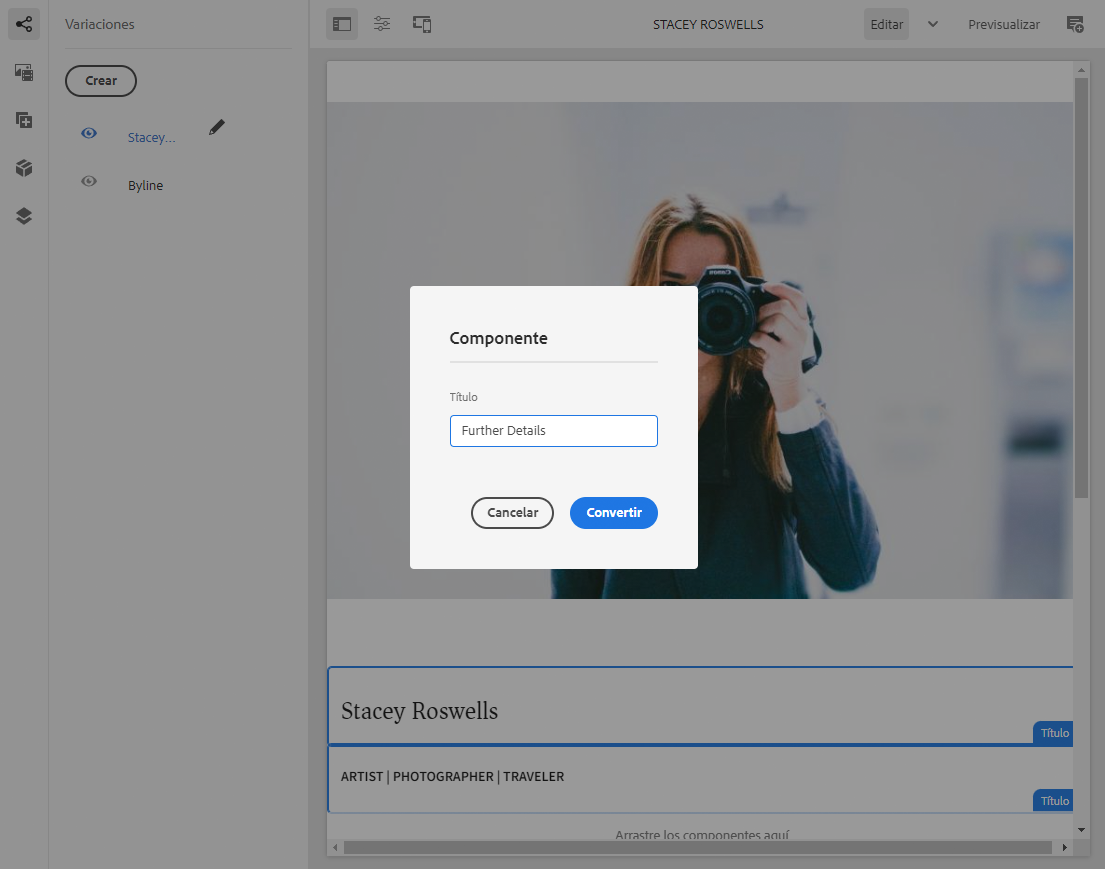 Variaciones
STACEY ROSWELLS
Editar
Previsualizar
Crear
Stacey...
Byline
Canon
Componente
Título
Further Details
Cancelar
Convertir
Stacey Roswells
Título
ARTIST | PHOTOGRAPHER | TRAVELER
Título
Arrastre los componentes aquí